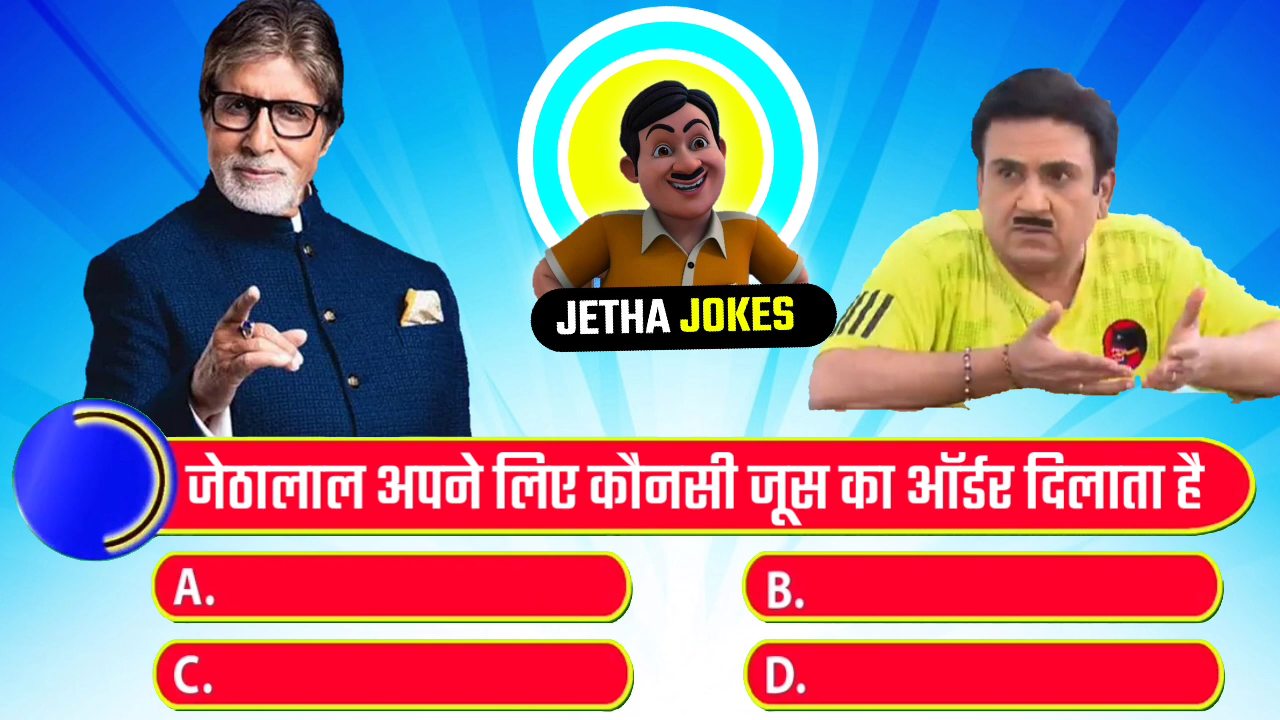 JETHA JOKES
जेठालाल अपने लिए कौनसी जूस का ऑर्डर दिलाता है
A.
B.
C.
D.